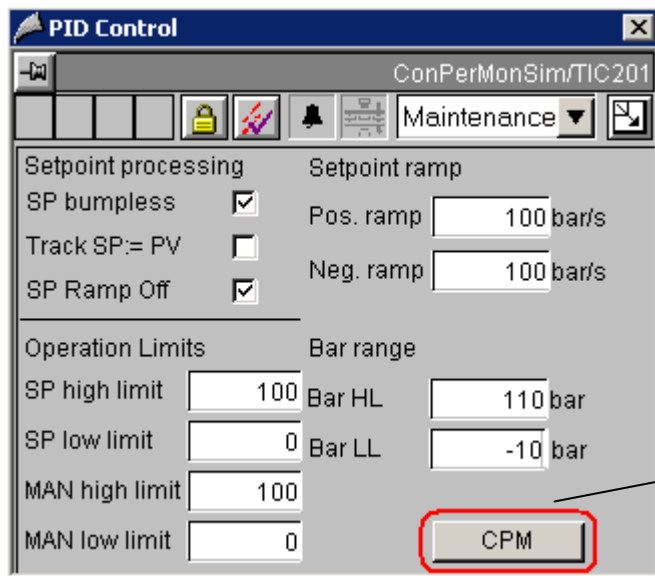 PID Control
ConPerMonSim/TIC201
Maintenance
Setpoint processing
SP bumpless
Track SP:= PV
SP Ramp Off
Setpoint ramp
Pos. ramp 100 bar/s
Neg. ramp 100 bar/s
Operation Limits
SP high limit 100
SP low limit 0
MAN high limit 100
MAN low limit 0
Bar range
Bar HL 110 bar
Bar LL -10 bar
CPM